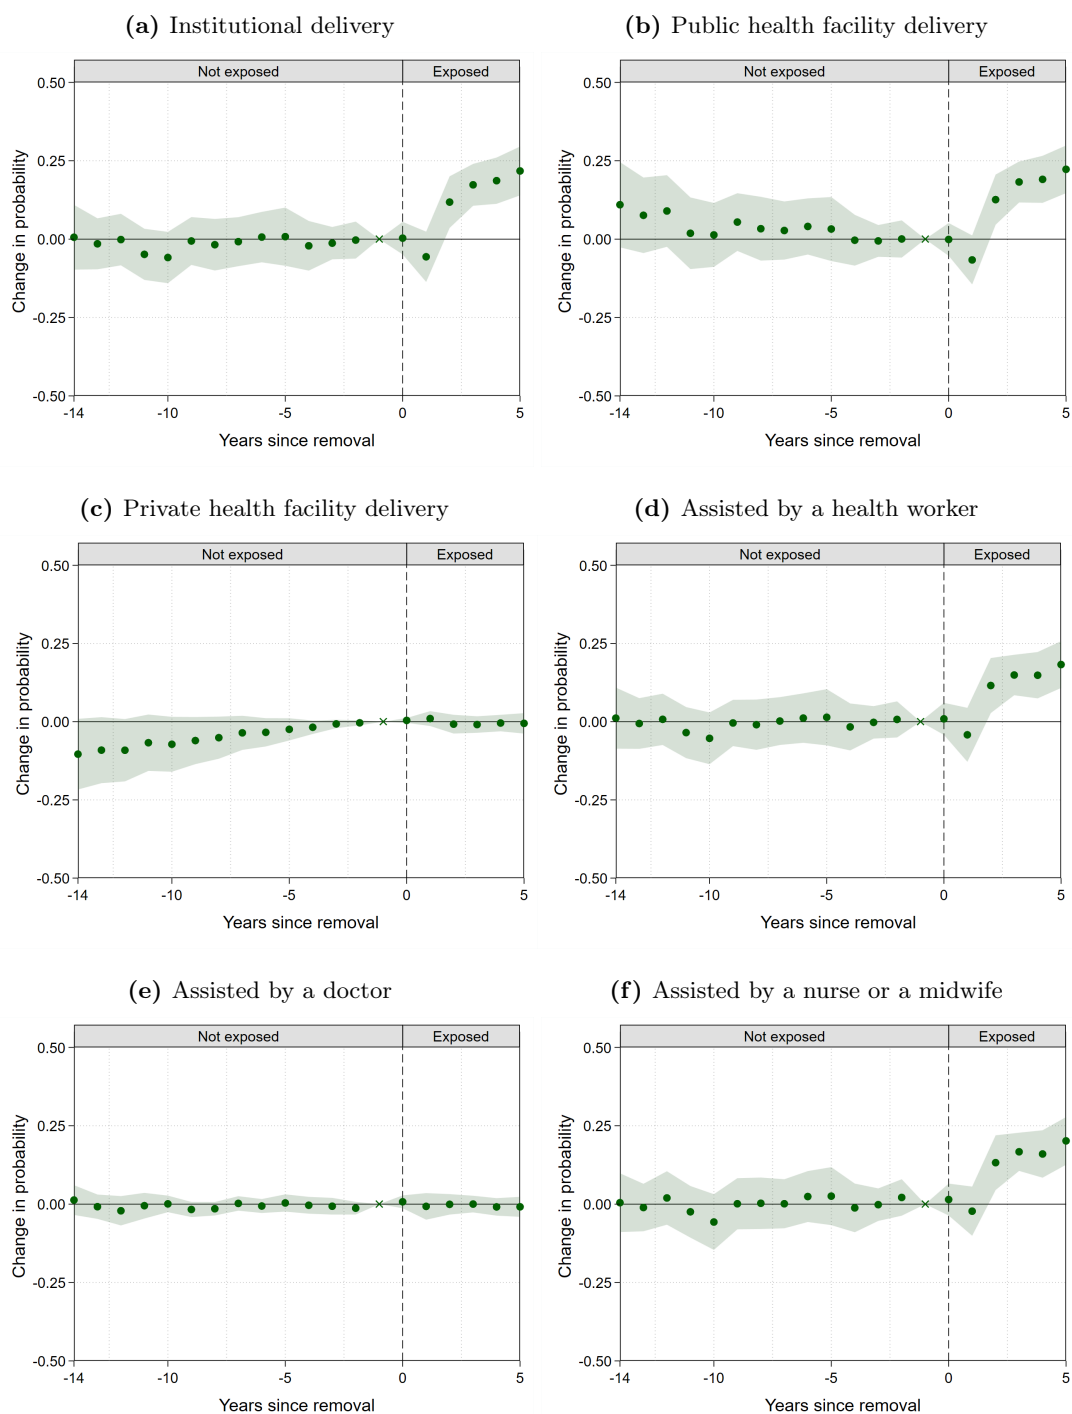 (a) Institutional delivery
Not exposed
Exposed
0.50
0.25
0.00
-0.25
-0.50
Change in probability
-14
-10
-5
0
5
Years since removal
(b) Public health facility delivery
Not exposed
Exposed
0.50
0.25
0.00
-0.25
-0.50
Change in probability
-14
-10
-5
0
5
Years since removal
(c) Private health facility delivery
Not exposed
Exposed
0.50
0.25
0.00
-0.25
-0.50
Change in probability
-14
-10
-5
0
5
Years since removal
(d) Assisted by a health worker
Not exposed
Exposed
0.50
0.25
0.00
-0.25
-0.50
Change in probability
-14
-10
-5
0
5
Years since removal
(e) Assisted by a doctor
Not exposed
Exposed
0.50
0.25
0.00
-0.25
-0.50
Change in probability
-14
-10
-5
0
5
Years since removal
(f) Assisted by a nurse or a midwife
Not exposed
Exposed
0.50
0.25
0.00
-0.25
-0.50
Change in probability
-14
-10
-5
0
5
Years since removal